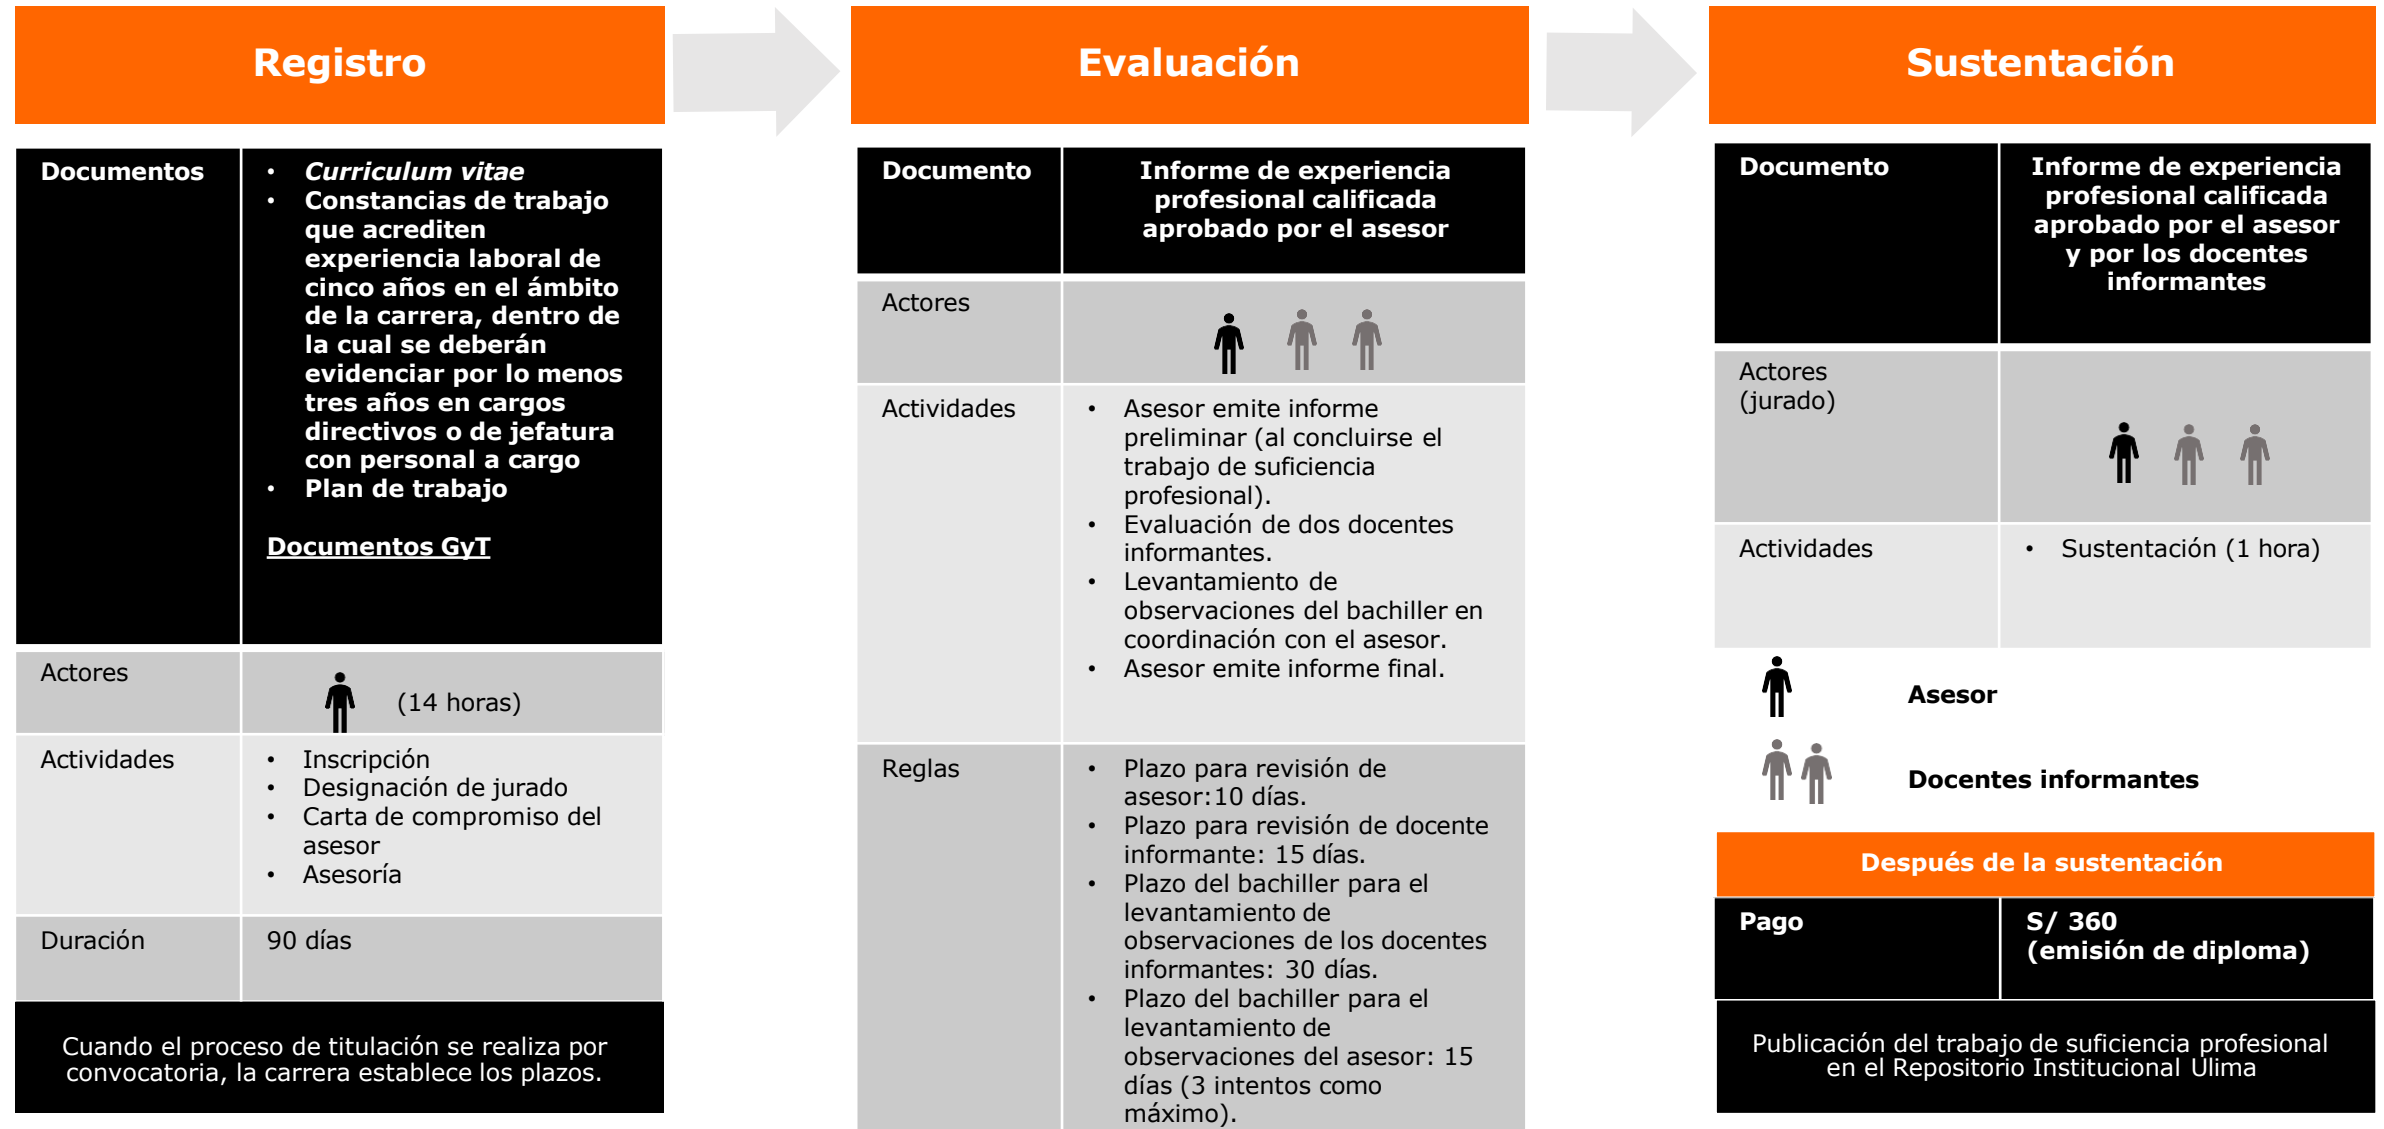 Registro
Documentos
• Curriculum vitae
• Constancias de trabajo
que acrediten
experiencia laboral de
cinco años en el ámbito
de la carrera, dentro de
la cual se deberán
evidenciar por lo menos
tres años en cargos
directivos o de jefatura
con personal a cargo
• Plan de trabajo
Documentos GyT
Actores
(14 horas)
Actividades
• Inscripción
• Designación de jurado
• Carta de compromiso del
asesor
• Asesoría
Duración
90 días
Cuando el proceso de titulación se realiza por
convocatoria, la carrera establece los plazos.
Evaluación
Documento
Informe de experiencia
profesional calificada
aprobado por el asesor
Actores
Actividades
• Asesor emite informe
preliminar (al concluirse el
trabajo de suficiencia
profesional).
• Evaluación de dos docentes
informantes.
• Levantamiento de
observaciones del bachiller en
coordinación con el asesor.
• Asesor emite informe final.
Reglas
• Plazo para revisión de
asesor:10 días.
• Plazo para revisión de docente
informante: 15 días.
• Plazo del bachiller para el
levantamiento de
observaciones de los docentes
informantes: 30 días.
• Plazo del bachiller para el
levantamiento de
observaciones del asesor: 15
días (3 intentos como
máximo).
Sustentación
Documento
Informe de experiencia
profesional calificada
aprobado por el asesor
y por los docentes
informantes
Actores
(jurado)
Actividades
• Sustentación (1 hora)
Asesor
Docentes informantes
Después de la sustentación
Pago
S/ 360
(emisión de diploma)
Publicación del trabajo de suficiencia profesional
en el Repositorio Institucional Ulima